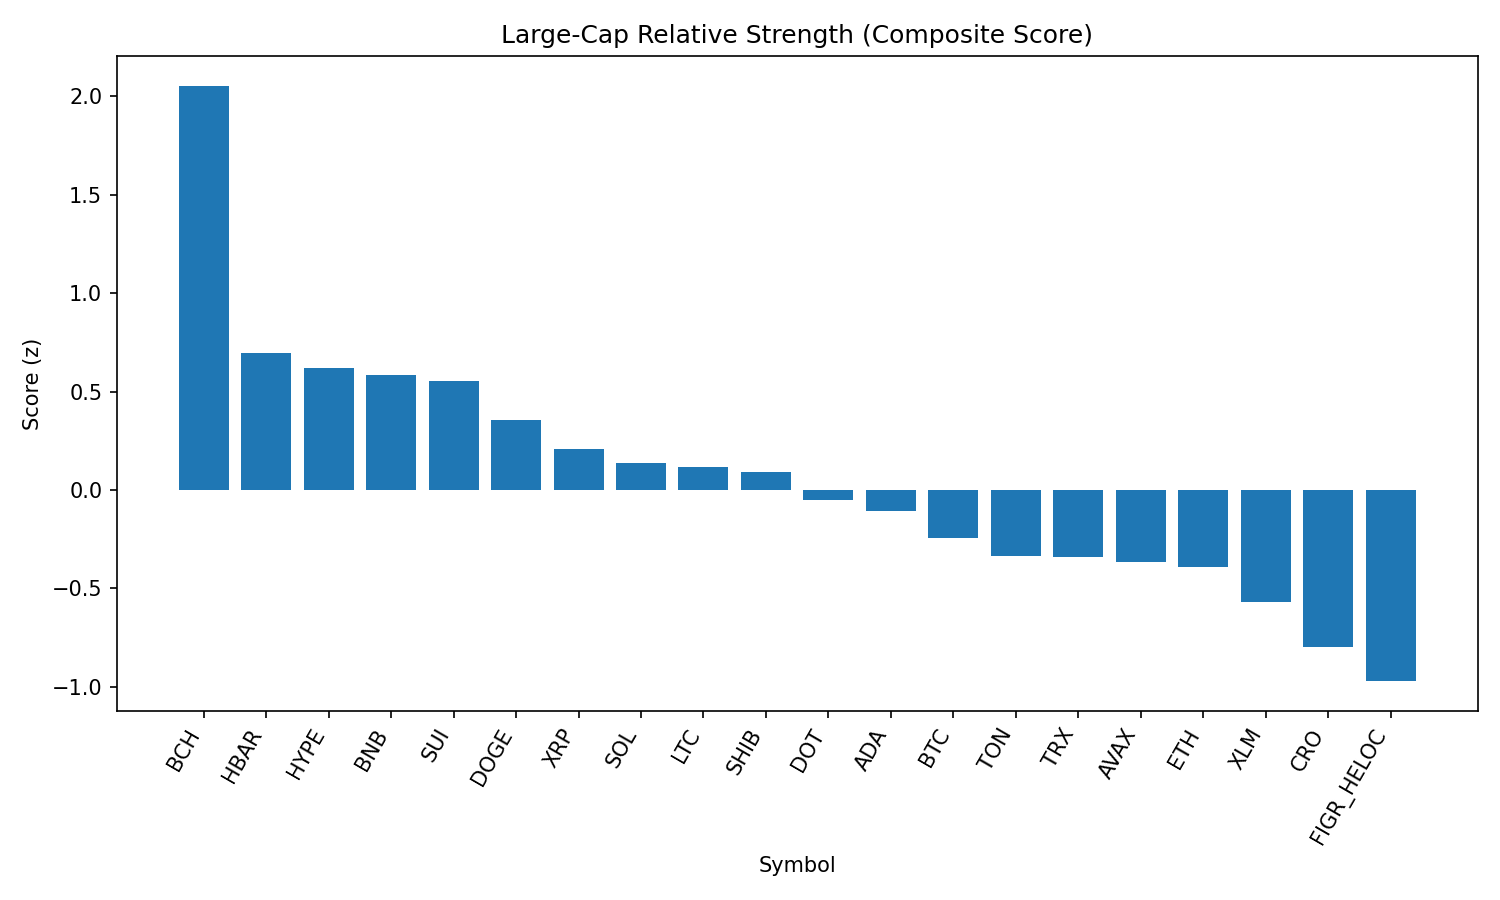 Large-Cap Relative Strength (Composite Score)
2.0
1.5
1.0
0.5
0.0
−0.5
−1.0
Score (z)
BCH
HBAR
HYPE
BNB
SUI
DOGE
XRP
SOL
LTC
SHIB
DOT
ADA
BTC
TON
TRX
AVAX
ETH
XLM
CRO
FIGR_HELOC
Symbol